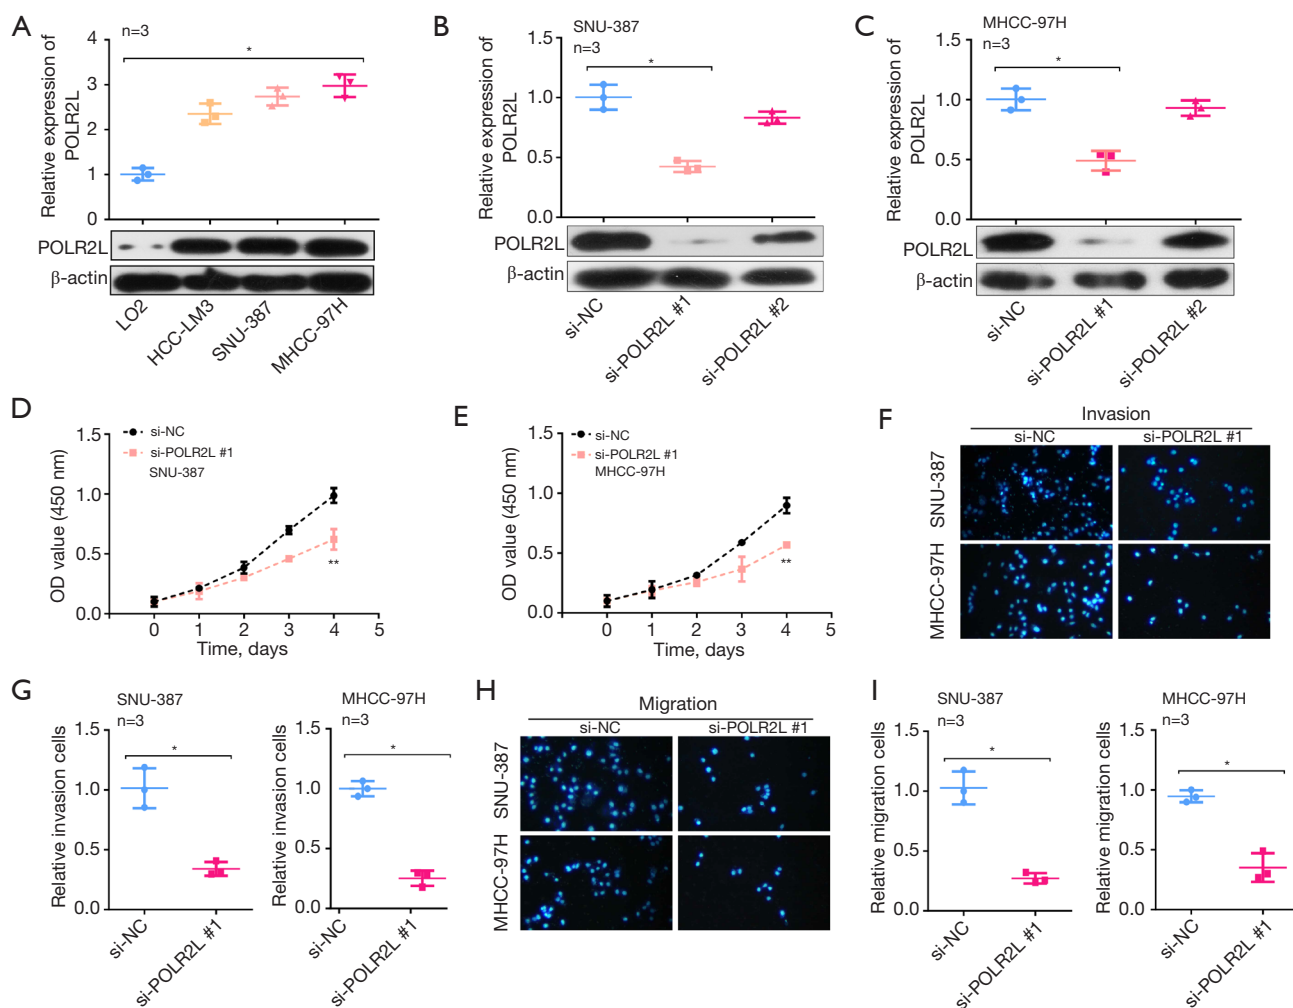 A
n=3
*
Relative expression of
POLR2L
4
3
2
1
0
POLR2L
β-actin
LO2
HCC-LM3
SNU-387
MHCC-97H
B
SNU-387
n=3
*
Relative expression of
POLR2L
1.5
1.0
0.5
0.0
POLR2L
β-actin
si-NC
si-POLR2L #1
si-POLR2L #2
C
MHCC-97H
n=3
*
Relative expression of
POLR2L
1.5
1.0
0.5
0.0
POLR2L
β-actin
si-NC
si-POLR2L #1
si-POLR2L #2
D
si-NC
si-POLR2L #1
SNU-387
OD value (450 nm)
1.5
1.0
0.5
0.0
**
0 1 2 3 4 5
Time, days
E
si-NC
si-POLR2L #1
MHCC-97H
OD value (450 nm)
1.5
1.0
0.5
0.0
**
0 1 2 3 4 5
Time, days
F
Invasion
si-NC si-POLR2L #1
SNU-387
MHCC-97H
G
SNU-387
n=3
*
Relative invasion cells
1.5
1.0
0.5
0.0
si-NC
si-POLR2L #1
MHCC-97H
n=3
*
Relative invasion cells
1.5
1.0
0.5
0.0
si-NC
si-POLR2L #1
H
Migration
si-NC si-POLR2L #1
SNU-387
MHCC-97H
I
SNU-387
n=3
*
Relative migration cells
1.5
1.0
0.5
0.0
si-NC
si-POLR2L #1
MHCC-97H
n=3
*
Relative migration cells
1.5
1.0
0.5
0.0
si-NC
si-POLR2L #1